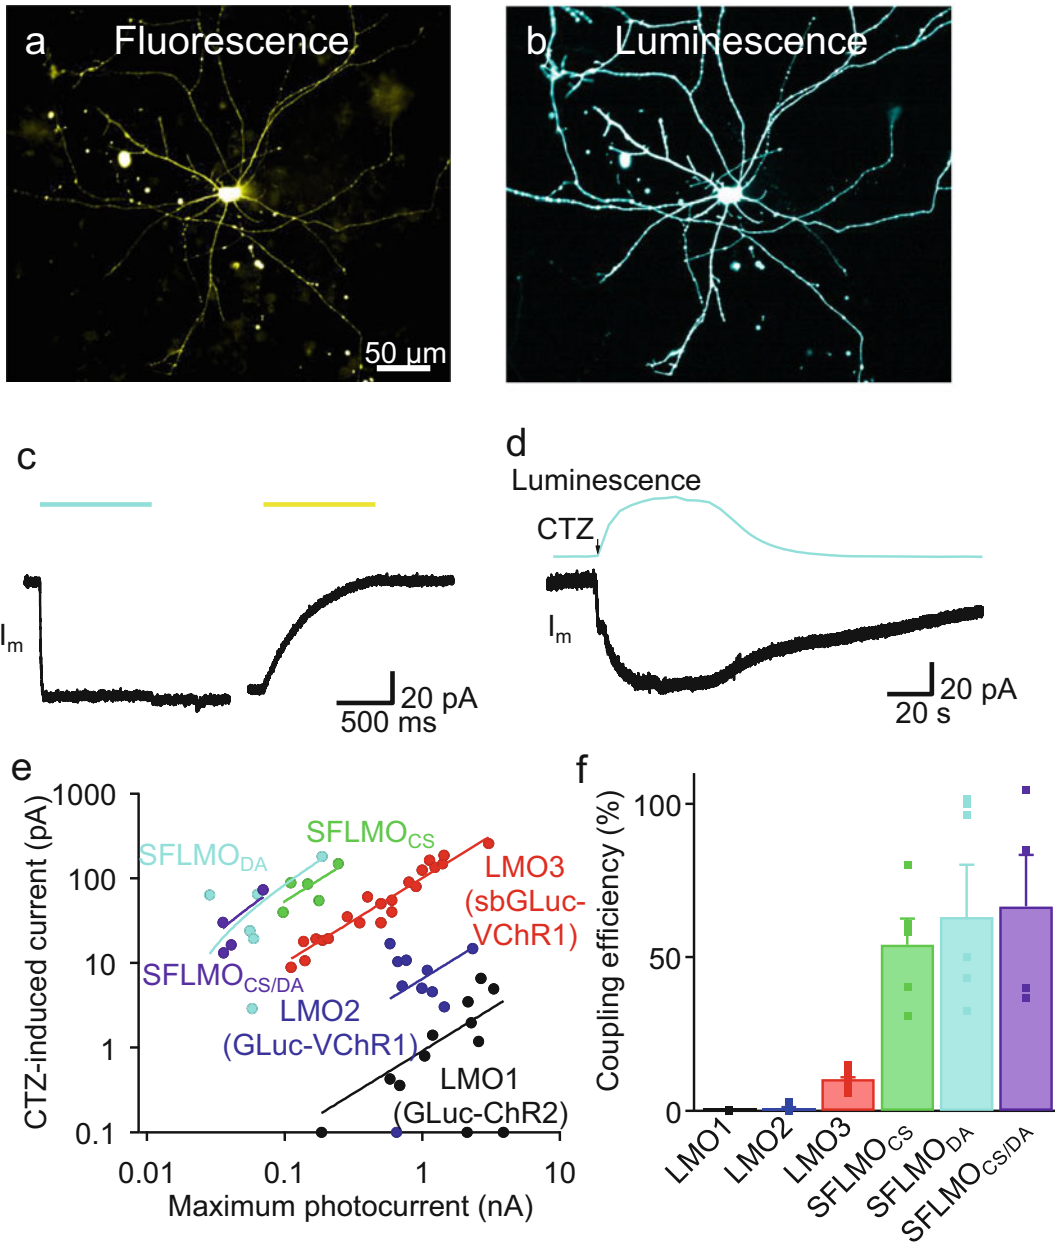 a Fluorescence
50 µm
b Luminescence
c
Im
20 pA
500 ms
d
Luminescence
CTZ
Im
20 pA
20 s
e
CTZ-induced current (pA)
1000
100
10
1
0.1
0.01 0.1 1 10
Maximum photocurrent (nA)
SFLMODA
SFLMOCS
LMO3
(sbGLuc-
VChR1)
SFLMOCS/DA
LMO2
(GLuc-VChR1)
LMO1
(GLuc-ChR2)
f
Coupling efficiency (%)
100
50
0
LMO1
LMO2
LMO3
SFLMOCS
SFLMODA
SFLMOCS/DA